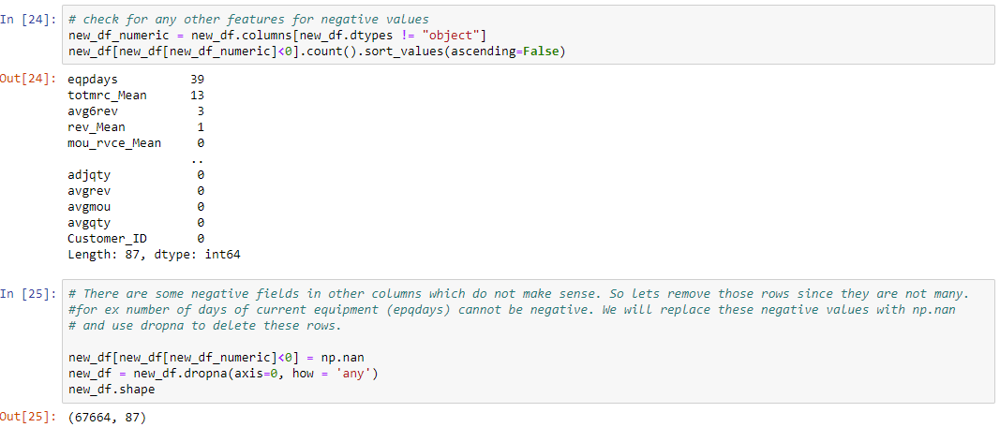 In [24]: # check for any other features for negative values
new_df_numeric = new_df.columns[new_df.dtypes != "object"]
new_df[new_df[new_df_numeric]<0].count().sort_values(ascending=False)
Out[24]: eqpdays 39
totmrc_Mean 13
avg6rev 3
rev_Mean 1
mou_rvce_Mean 0
..
adjqty 0
avgrev 0
avgmou 0
avgqty 0
Customer_ID 0
Length: 87, dtype: int64
In [25]: # There are some negative fields in other columns which do not make sense. So lets remove those rows since they are not many.
#for ex number of days of current equipment (epqdays) cannot be negative. We will replace these negative values with np.nan
# and use dropna to delete these rows.
new_df[new_df[new_df_numeric]<0] = np.nan
new_df = new_df.dropna(axis=0, how = 'any')
new_df.shape
Out[25]: (67664, 87)